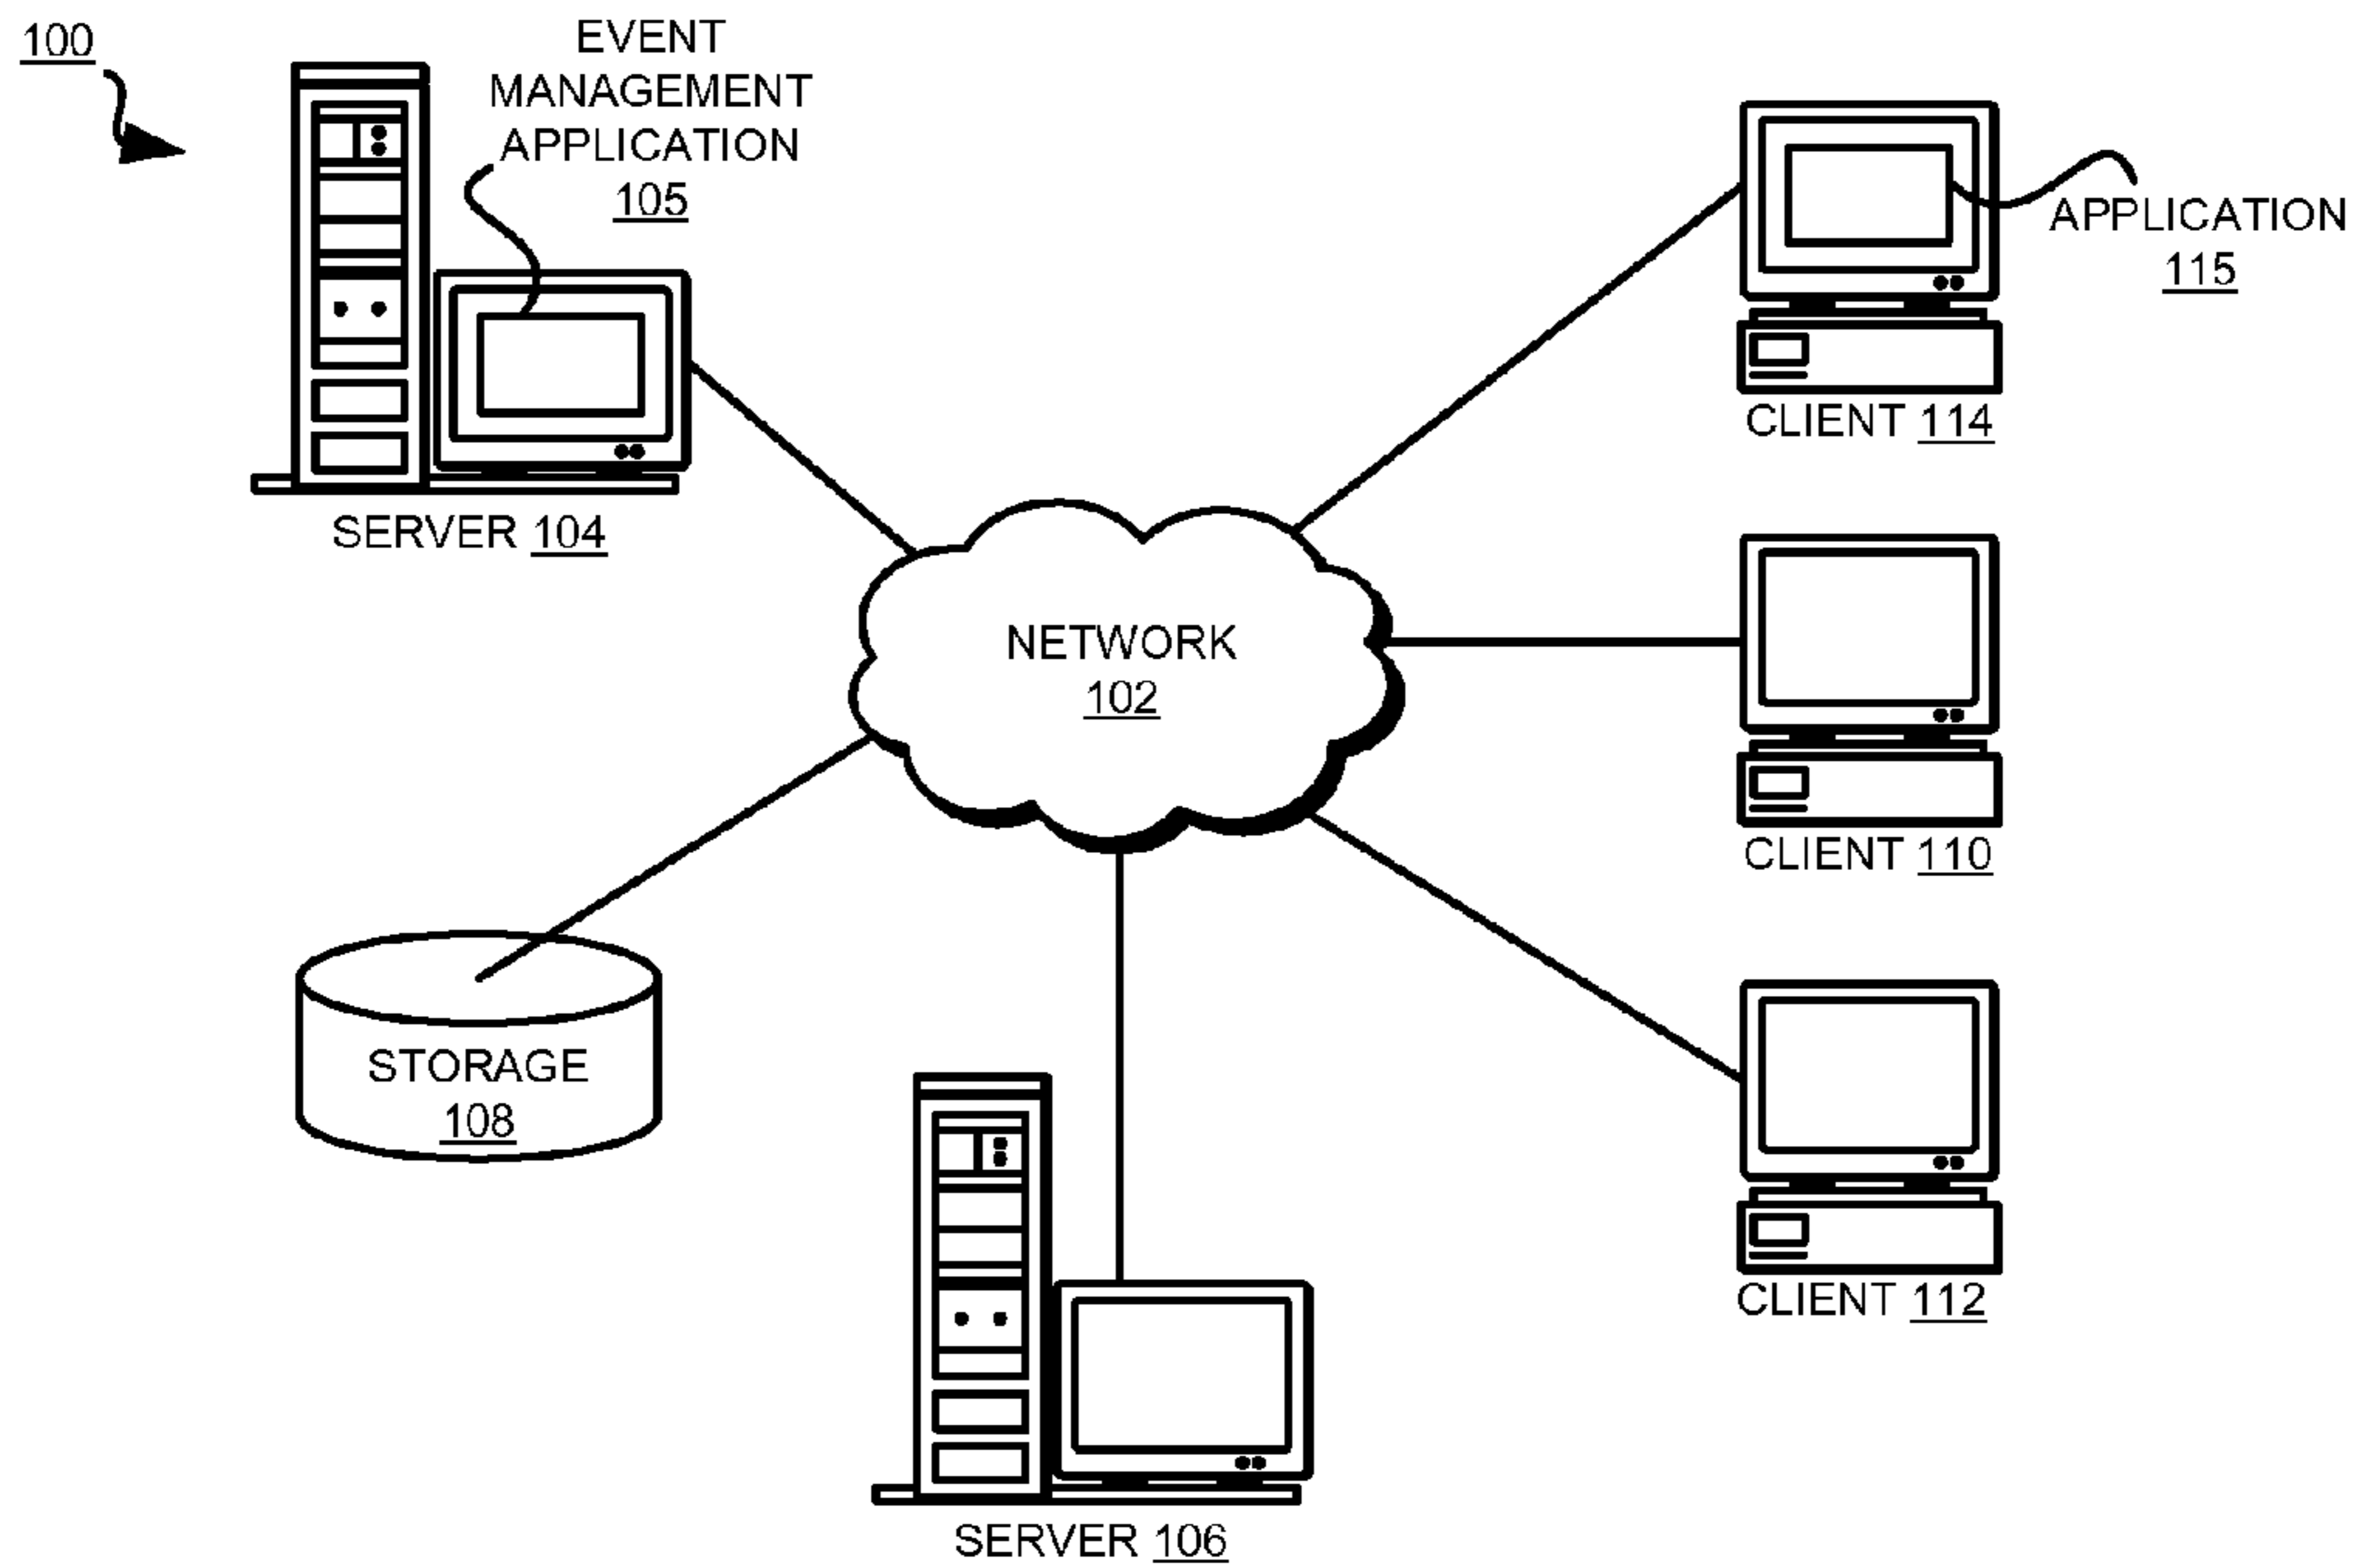 100
EVENT
MANAGEMENT
APPLICATION
105
APPLICATION
115
CLIENT 114
SERVER 104
NETWORK
102
CLIENT 110
STORAGE
108
CLIENT 112
SERVER 106